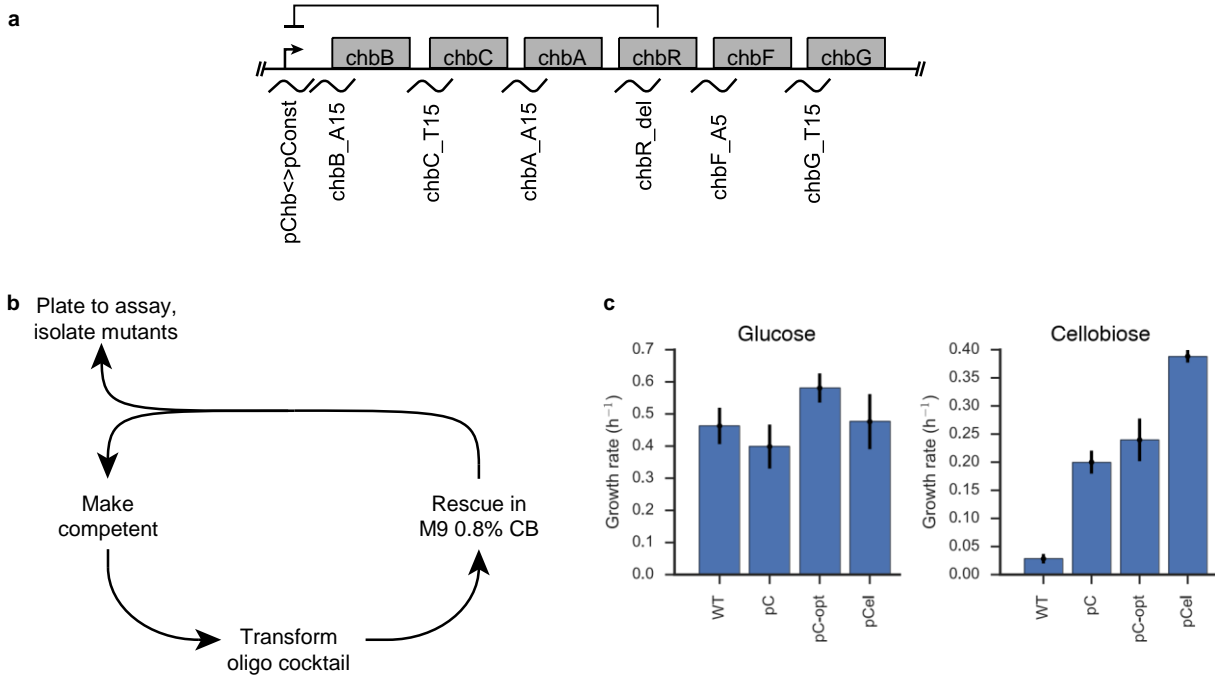 a
chbB chbC chbA chbR chbF chbG
pChb<>pConst
chbB_A15
chbC_T15
chbA_A15
chbR_del
chbF_A5
chbG_T15
b
Plate to assay,
isolate mutants
Make
competent
Rescue in
M9 0.8% CB
Transform
oligo cocktail
c
Glucose
Growth rate (h⁻¹)
0.7
0.6
0.5
0.4
0.3
0.2
0.1
0.0
WT
pC
pC-opt
pCel
Cellobiose
Growth rate (h⁻¹)
0.40
0.35
0.30
0.25
0.20
0.15
0.10
0.05
0.00
WT
pC
pC-opt
pCel